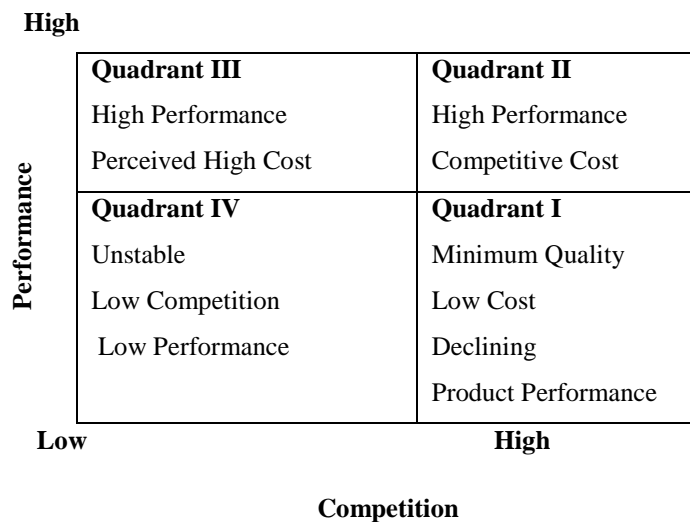 High
Quadrant III
High Performance
Perceived High Cost
Quadrant II
High Performance
Competitive Cost
Performance
Quadrant IV
Unstable
Low Competition
Low Performance
Quadrant I
Minimum Quality
Low Cost
Declining
Product Performance
Low
High
Competition